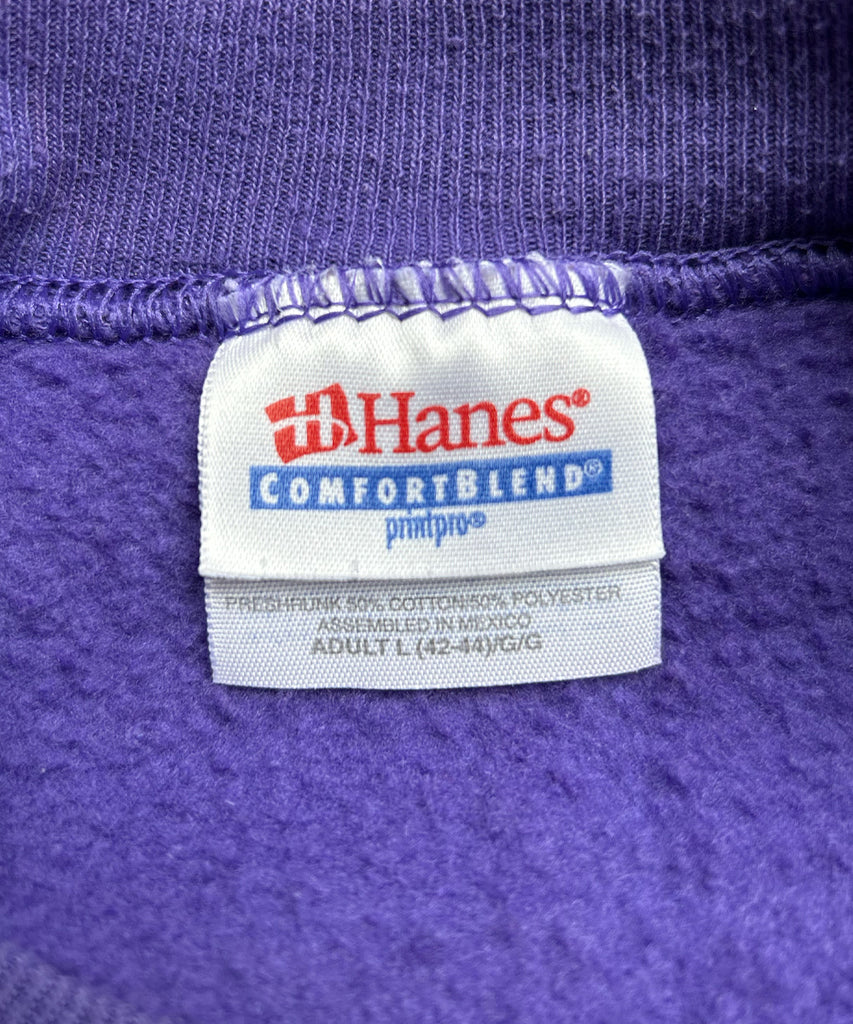 Hanes®
COMFORTBLEND®
printpro®
PRESHRUNK 50% COTTON/50% POLYESTER
ASSEMBLED IN MEXICO
ADULT L (42-44)/G/G